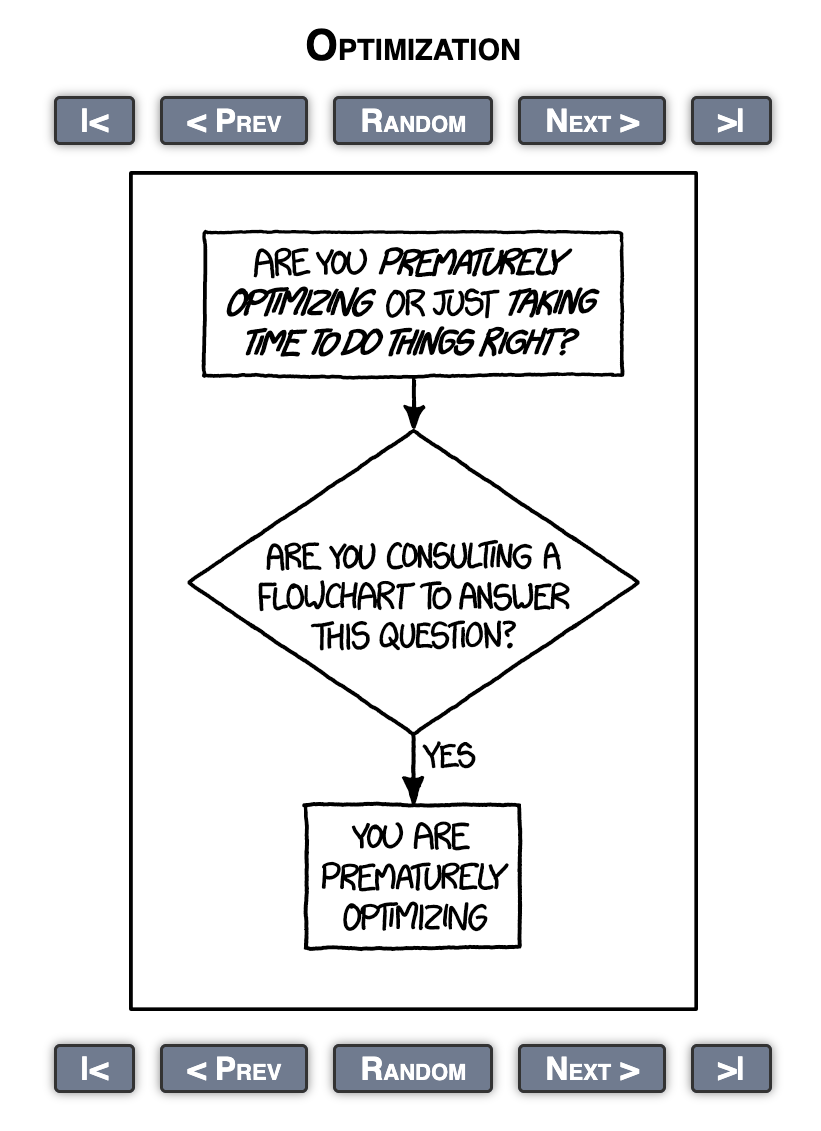 Optimization
|< < Prev Random Next > >|
ARE YOU PREMATURELY
OPTIMIZING OR JUST TAKING
TIME TO DO THINGS RIGHT?
ARE YOU CONSULTING A
FLOWCHART TO ANSWER
THIS QUESTION?
YES
YOU ARE
PREMATURELY
OPTIMIZING
|< < Prev Random Next > >|